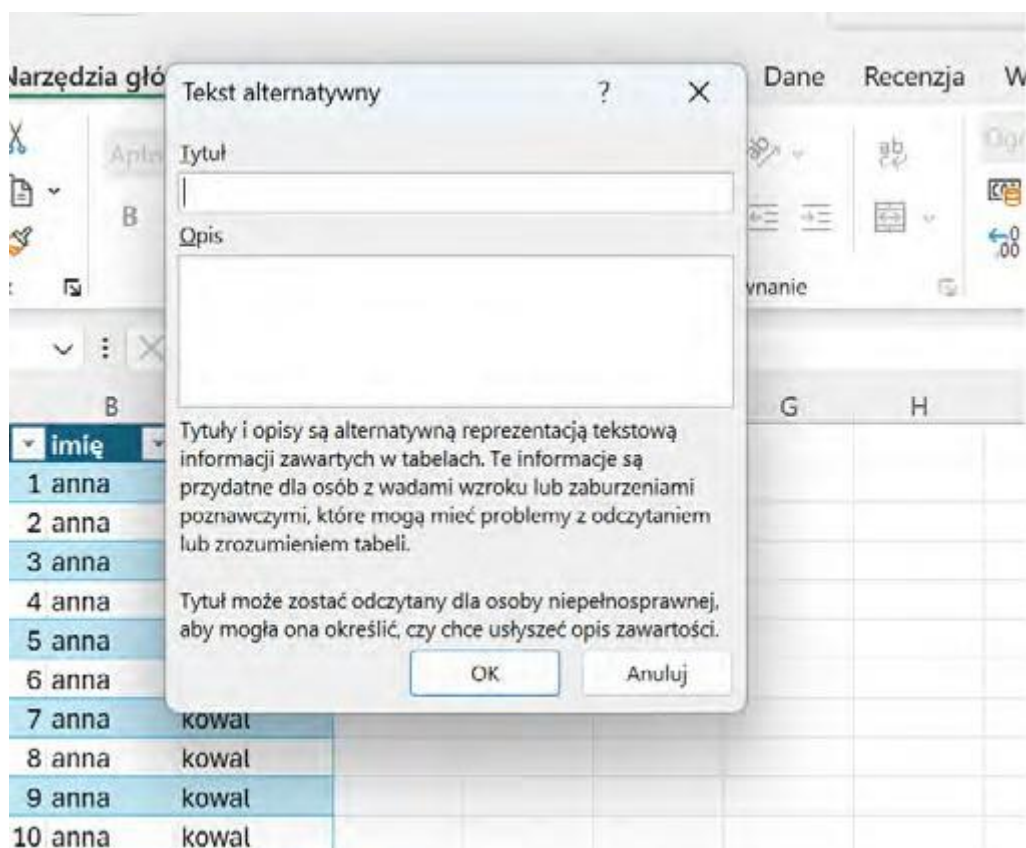 Narzędzia głó
Dane Recenzja W
Tekst alternatywny ? X
Tytuł
Opis
B
ab
,00
B G H
imię
1 anna
2 anna
3 anna
4 anna
5 anna
6 anna
7 anna kowal
8 anna kowal
9 anna kowal
10 anna kowal
Tytuły i opisy są alternatywną reprezentacją tekstową
informacji zawartych w tabelach. Te informacje są
przydatne dla osób z wadami wzroku lub zaburzeniami
poznawczymi, które mogą mieć problemy z odczytaniem
lub zrozumieniem tabeli.
Tytuł może zostać odczytany dla osoby niepełnosprawnej,
aby mogła ona określić, czy chce usłyszeć opis zawartości.
OK Anuluj